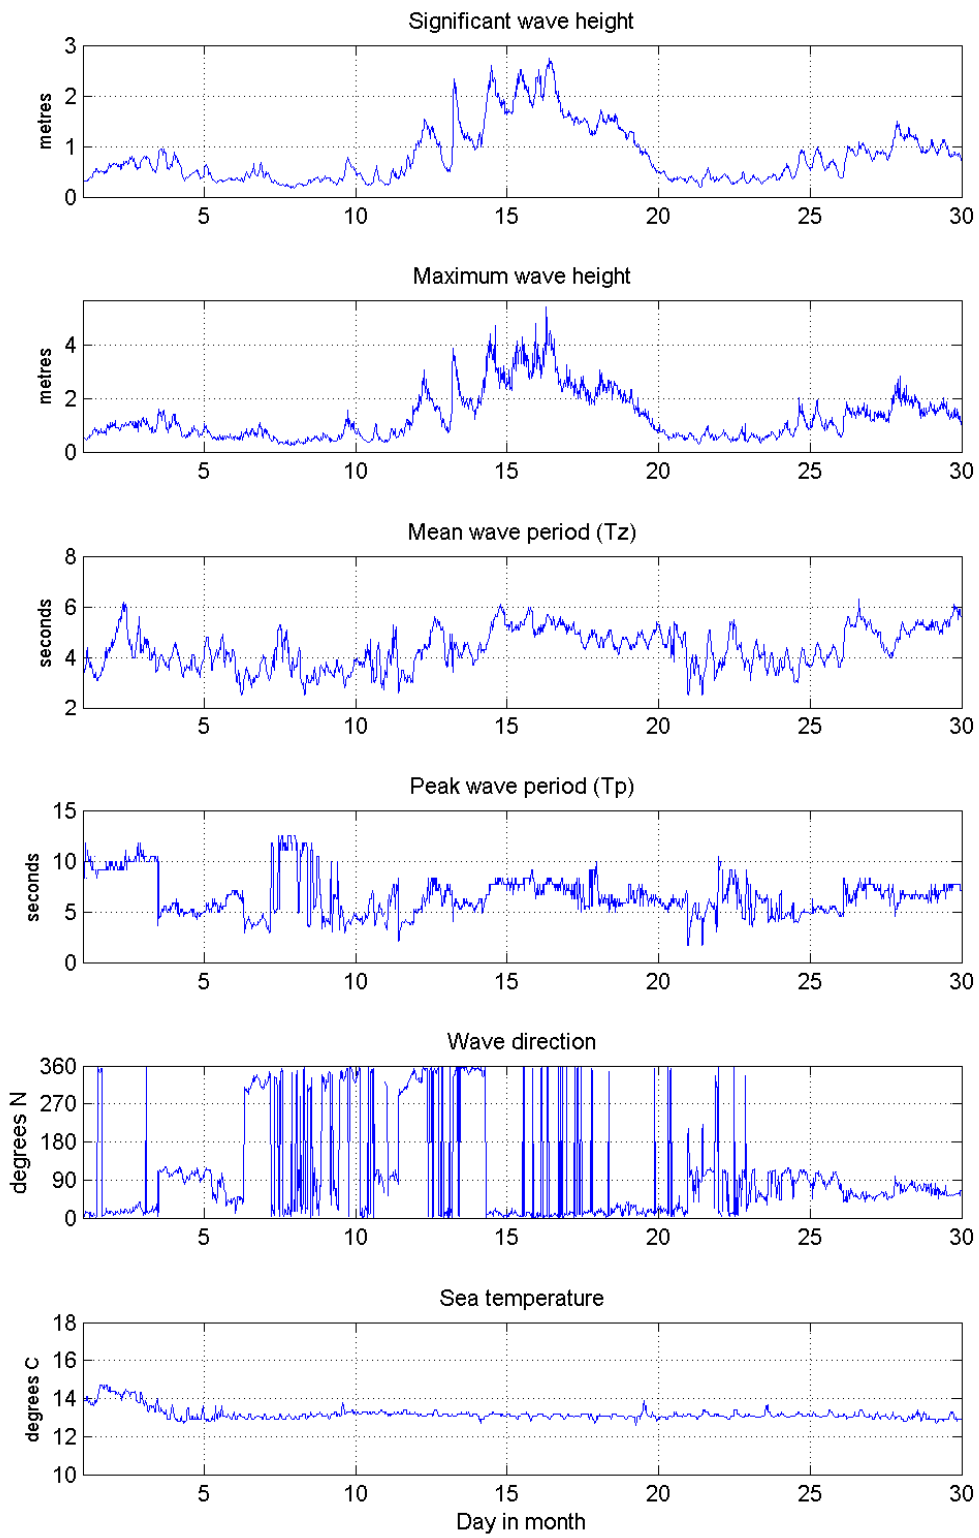 Significant wave height
3
2
1
0
metres
5 10 15 20 25 30
Maximum wave height
4
2
0
metres
5 10 15 20 25 30
Mean wave period (Tz)
8
6
4
2
seconds
5 10 15 20 25 30
Peak wave period (Tp)
15
10
5
0
seconds
5 10 15 20 25 30
Wave direction
360
270
180
90
0
degrees N
5 10 15 20 25 30
Sea temperature
18
16
14
12
10
degrees C
5 10 15 20 25 30
Day in month